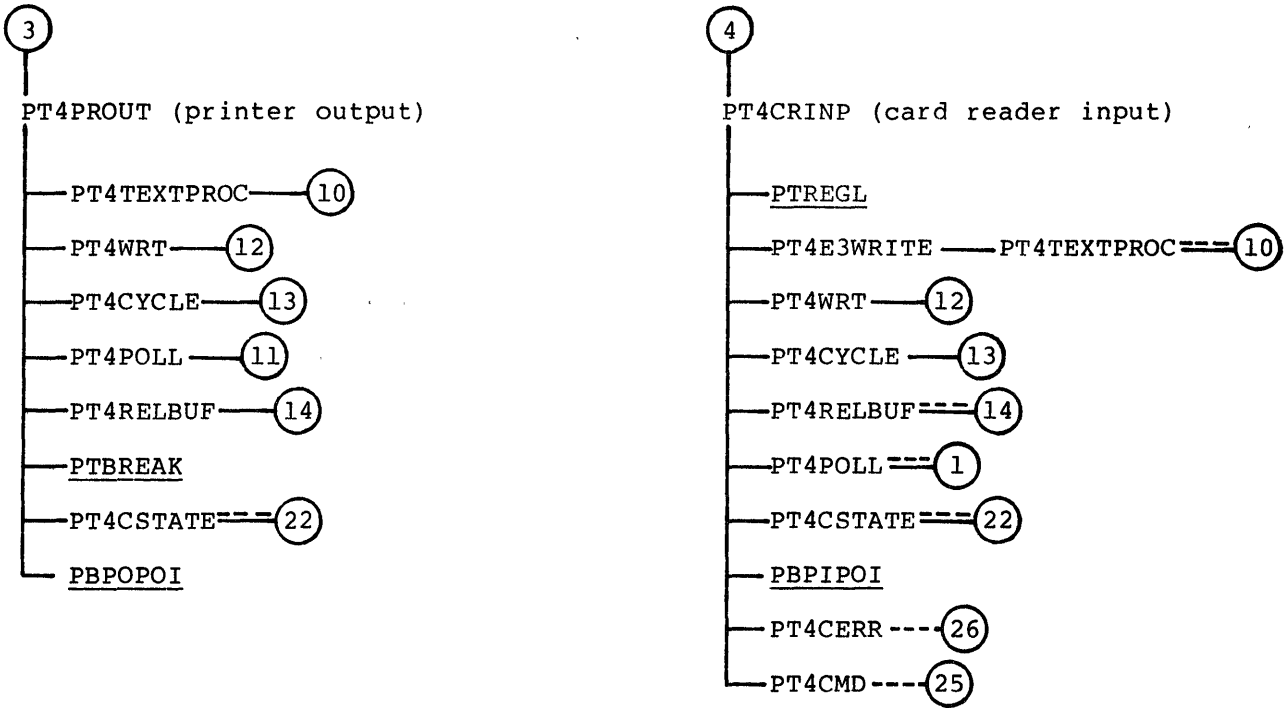 3
PT4PROUT (printer output)
PT4TEXTPROC 10
PT4WRT 12
PT4CYCLE 13
PT4POLL 11
PT4RELBUF 14
PTBREAK
PT4CSTATE 22
PBPOPOI
4
PT4CRINP (card reader input)
PTREGL
PT4E3WRITE PT4TEXTPROC 10
PT4WRT 12
PT4CYCLE 13
PT4RELBUF 14
PT4POLL 1
PT4CSTATE 22
PBPIPOI
PT4CERR 26
PT4CMD 25